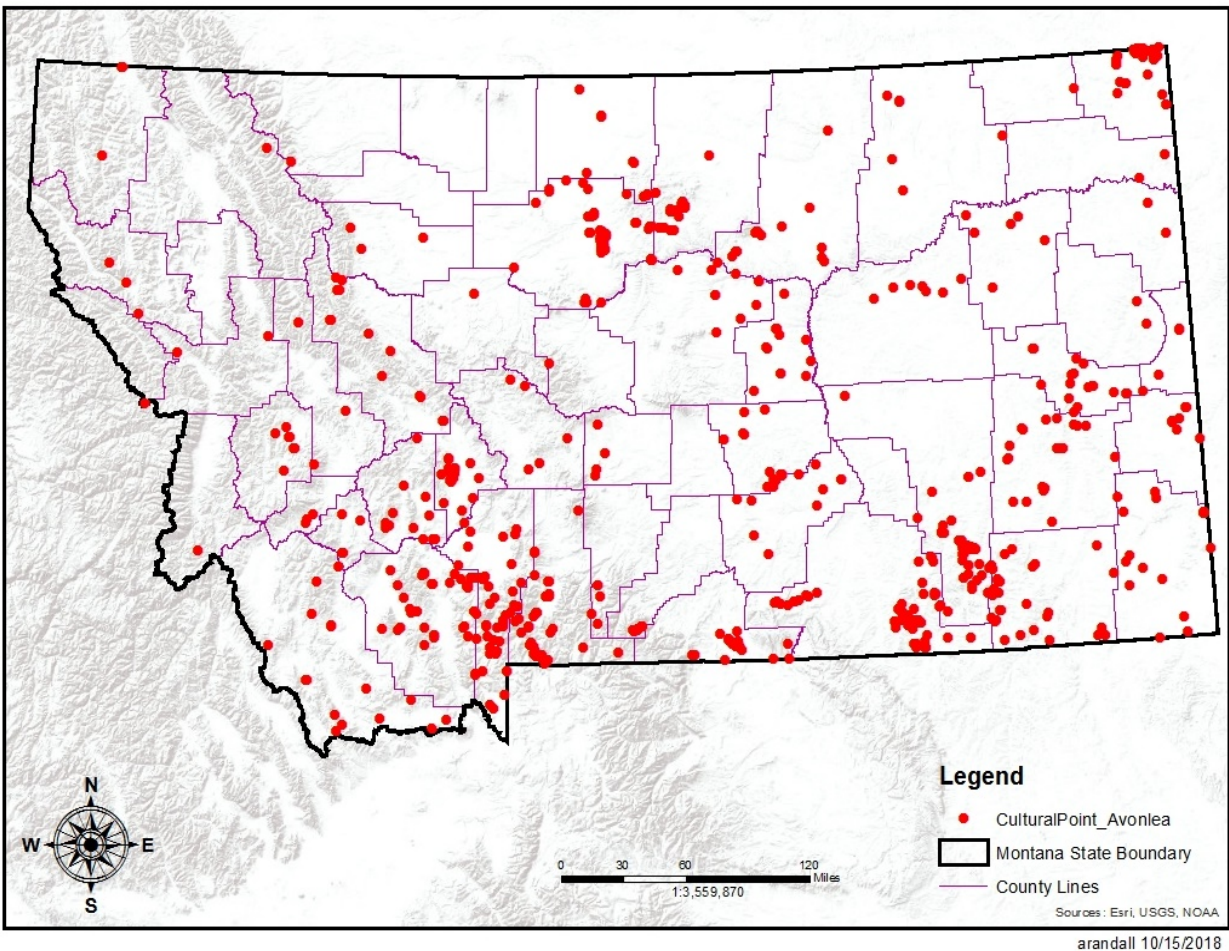 N
W
E
S
Legend
CulturalPoint_Avonlea
Montana State Boundary
County Lines
0 30 60 120
Miles
1:3,559,870
Sources: Esri, USGS, NOAA
arandall 10/15/2018